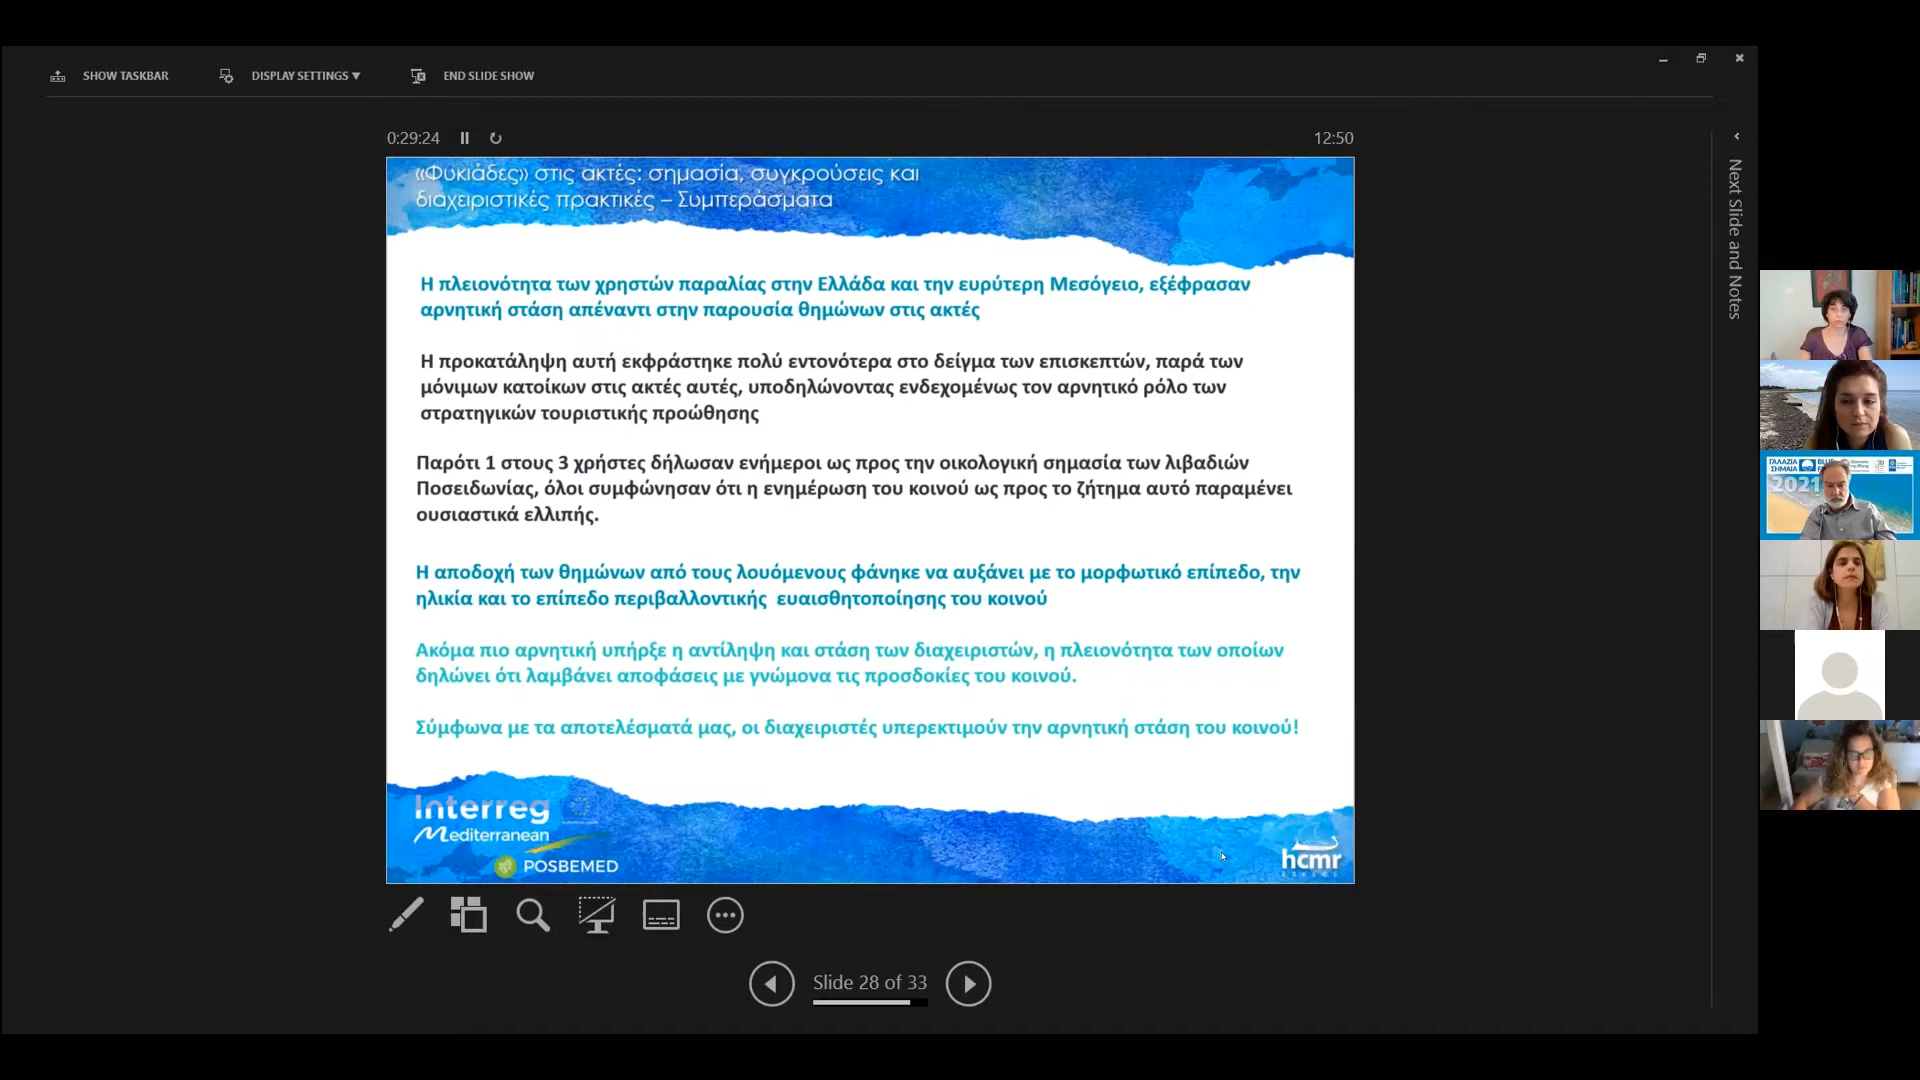 SHOW TASKBAR
DISPLAY SETTINGS ▼
END SLIDE SHOW
0:29:24
12:50
«Φυκιάδες» στις ακτές: σημασία, συγκρούσεις και
διαχειριστικές πρακτικές – Συμπεράσματα
Η πλειονότητα των χρηστών παραλίας στην Ελλάδα και την ευρύτερη Μεσόγειο, εξέφρασαν
αρνητική στάση απέναντι στην παρουσία θημώνων στις ακτές
Η προκατάληψη αυτή εκφράστηκε πολύ εντονότερα στο δείγμα των επισκεπτών, παρά των
μόνιμων κατοίκων στις ακτές αυτές, υποδηλώνοντας ενδεχομένως τον αρνητικό ρόλο των
στρατηγικών τουριστικής προώθησης
Παρότι 1 στους 3 χρήστες δήλωσαν ενήμεροι ως προς την οικολογική σημασία των λιβαδιών
Ποσειδωνίας, όλοι συμφώνησαν ότι η ενημέρωση του κοινού ως προς το ζήτημα αυτό παραμένει
ουσιαστικά ελλιπής.
Η αποδοχή των θημώνων από τους λουόμενους φάνηκε να αυξάνει με το μορφωτικό επίπεδο, την
ηλικία και το επίπεδο περιβαλλοντικής ευαισθητοποίησης του κοινού
Ακόμα πιο αρνητική υπήρξε η αντίληψη και στάση των διαχειριστών, η πλειονότητα των οποίων
δηλώνει ότι λαμβάνει αποφάσεις με γνώμονα τις προσδοκίες του κοινού.
Σύμφωνα με τα αποτελέσματά μας, οι διαχειριστές υπερεκτιμούν την αρνητική στάση του κοινού!
Interreg
Mediterranean
POSBEMED
hcmr
Slide 28 of 33
Next Slide and Notes
ΓΑΛΑΖΙΑ
ΣΗΜΑΙΑ
2021